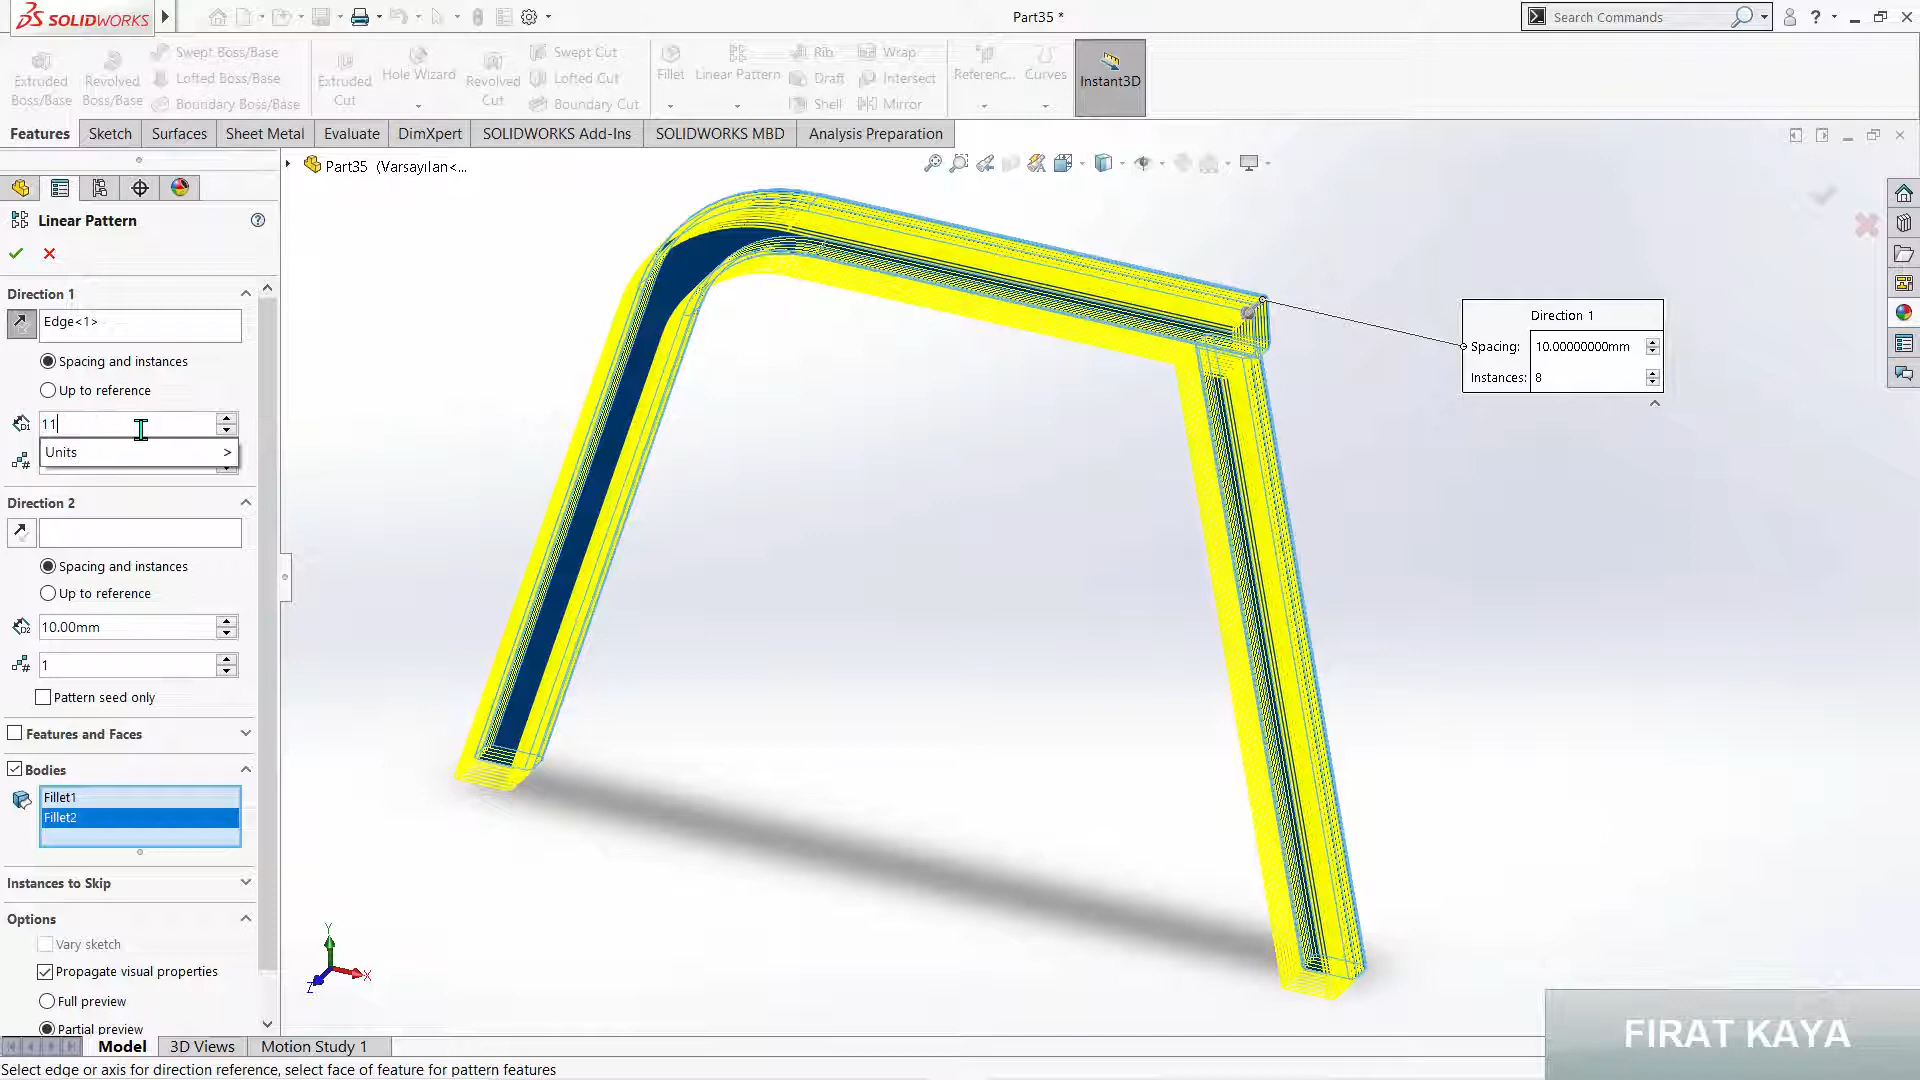 SOLIDWORKS
Part35 *
Search Commands
Extruded Boss/Base
Revolved Boss/Base
Swept Boss/Base
Lofted Boss/Base
Boundary Boss/Base
Extruded Cut
Hole Wizard
Revolved Cut
Swept Cut
Lofted Cut
Boundary Cut
Fillet
Linear Pattern
Rib
Draft
Shell
Wrap
Intersect
Mirror
Referenc...
Curves
Instant3D
Features
Sketch
Surfaces
Sheet Metal
Evaluate
DimXpert
SOLIDWORKS Add-Ins
SOLIDWORKS MBD
Analysis Preparation
Part35 (Varsayılan<...
Linear Pattern
Direction 1
Edge<1>
Spacing and instances
Up to reference
11
Units >
Direction 2
Spacing and instances
Up to reference
10.00mm
1
Pattern seed only
Features and Faces
Bodies
Fillet1
Fillet2
Instances to Skip
Options
Vary sketch
Propagate visual properties
Full preview
Partial preview
Direction 1
Spacing: 10.00000000mm
Instances: 8
Y
X
Z
Model
3D Views
Motion Study 1
FIRAT KAYA
Select edge or axis for direction reference, select face of feature for pattern features